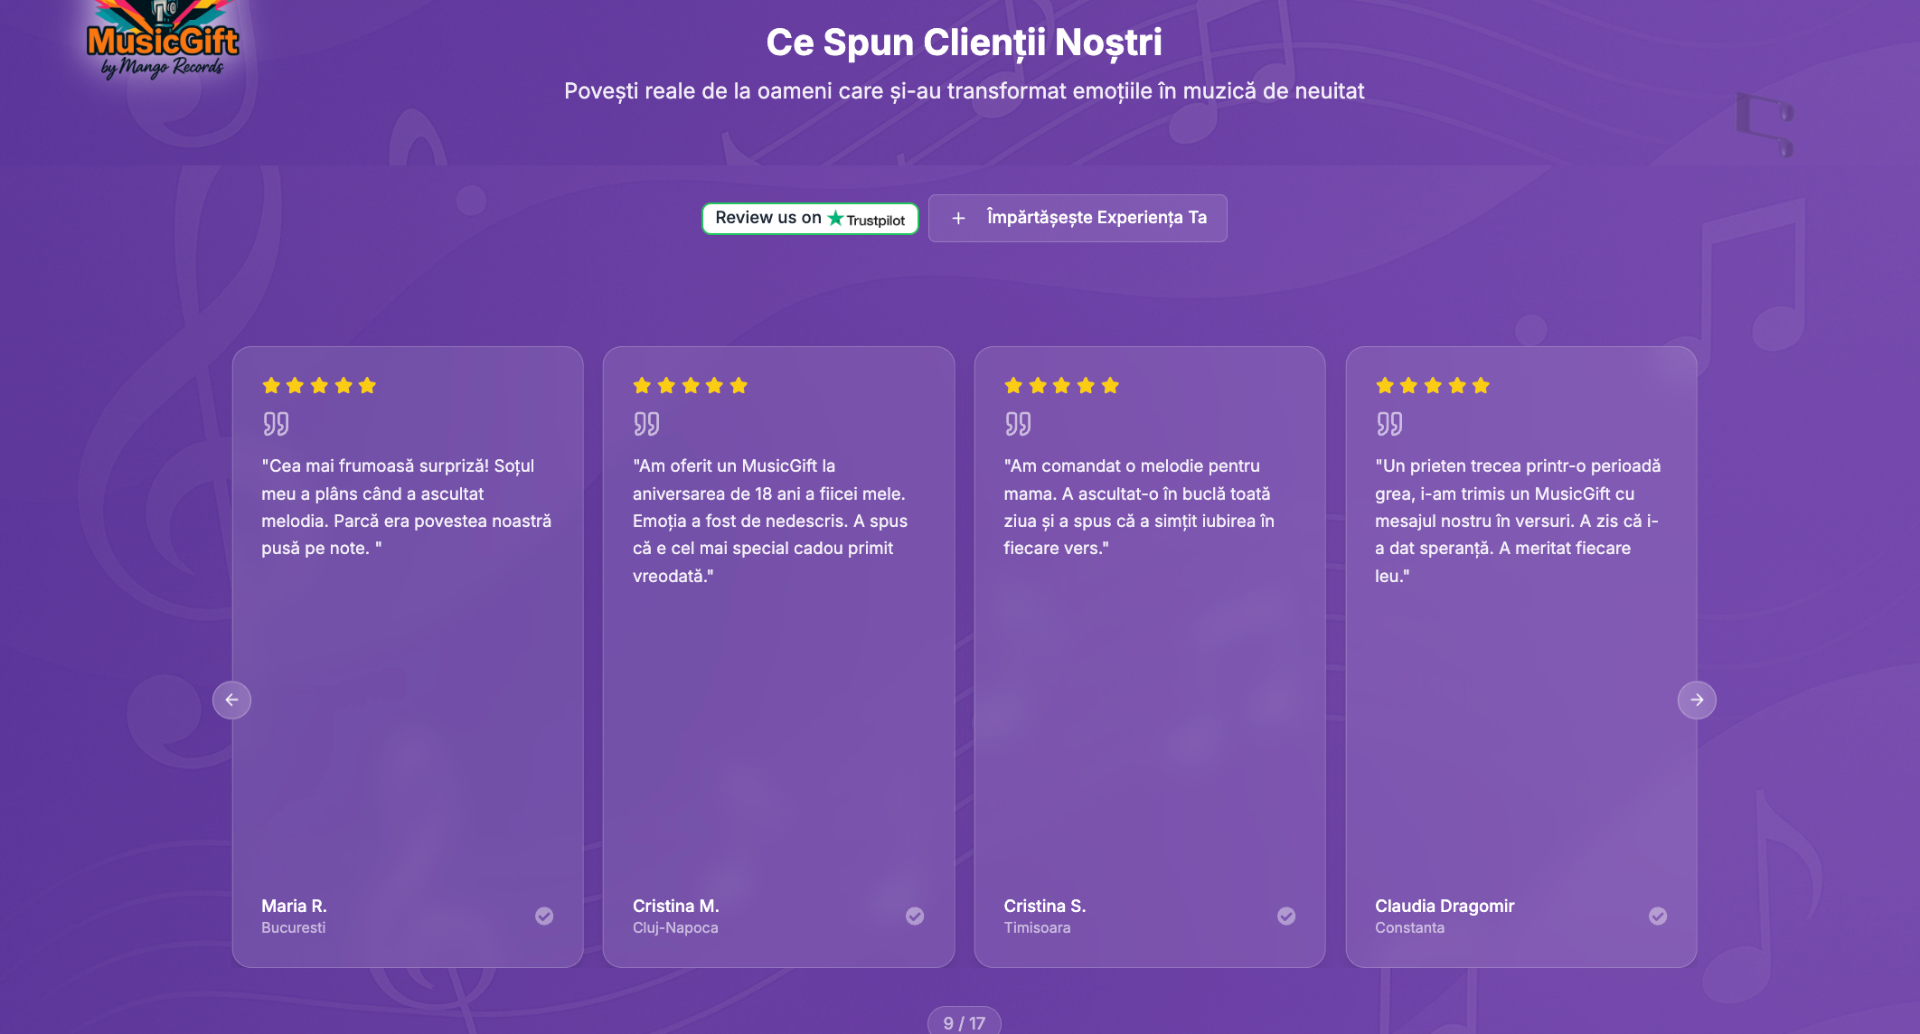 MusicGift
by Mango Records
Ce Spun Clienții Noștri
Povești reale de la oameni care și-au transformat emoțiile în muzică de neuitat
Review us on Trustpilot
Împărtășește Experiența Ta
"Cea mai frumoasă surpriză! Soțul
meu a plâns când a ascultat
melodia. Parcă era povestea noastră
pusă pe note. "
Maria R.
Bucuresti
"Am oferit un MusicGift la
aniversarea de 18 ani a fiicei mele.
Emoția a fost de nedescris. A spus
că e cel mai special cadou primit
vreodată."
Cristina M.
Cluj-Napoca
"Am comandat o melodie pentru
mama. A ascultat-o în buclă toată
ziua și a spus că a simțit iubirea în
fiecare vers."
Cristina S.
Timisoara
"Un prieten trecea printr-o perioadă
grea, i-am trimis un MusicGift cu
mesajul nostru în versuri. A zis că i-
a dat speranță. A meritat fiecare
leu."
Claudia Dragomir
Constanta
9 / 17